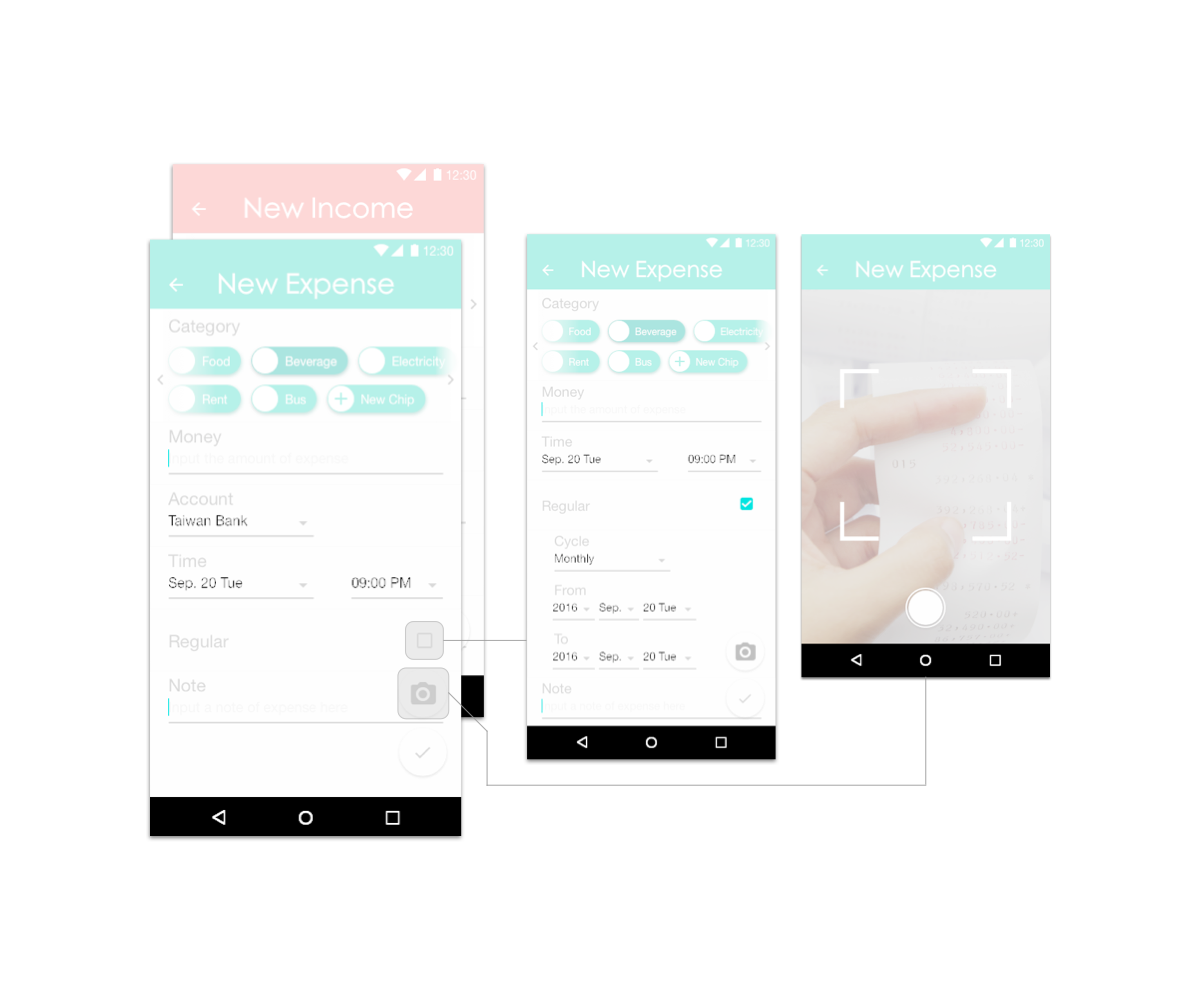 12:30
New Income
12:30
New Expense
Category
Food Beverage Electricity
Rent Bus + New Chip
Money
Input the amount of expense
Account
Taiwan Bank
Time
Sep. 20 Tue 09:00 PM
Regular
Note
Input a note of expense here
12:30
New Expense
Category
Food Beverage Electricity
Rent Bus + New Chip
Money
Input the amount of expense
Time
Sep. 20 Tue 09:00 PM
Regular
Cycle
Monthly
From
2016 Sep. 20 Tue
To
2016 Sep. 20 Tue
Note
Input a note of expense here
12:30
New Expense